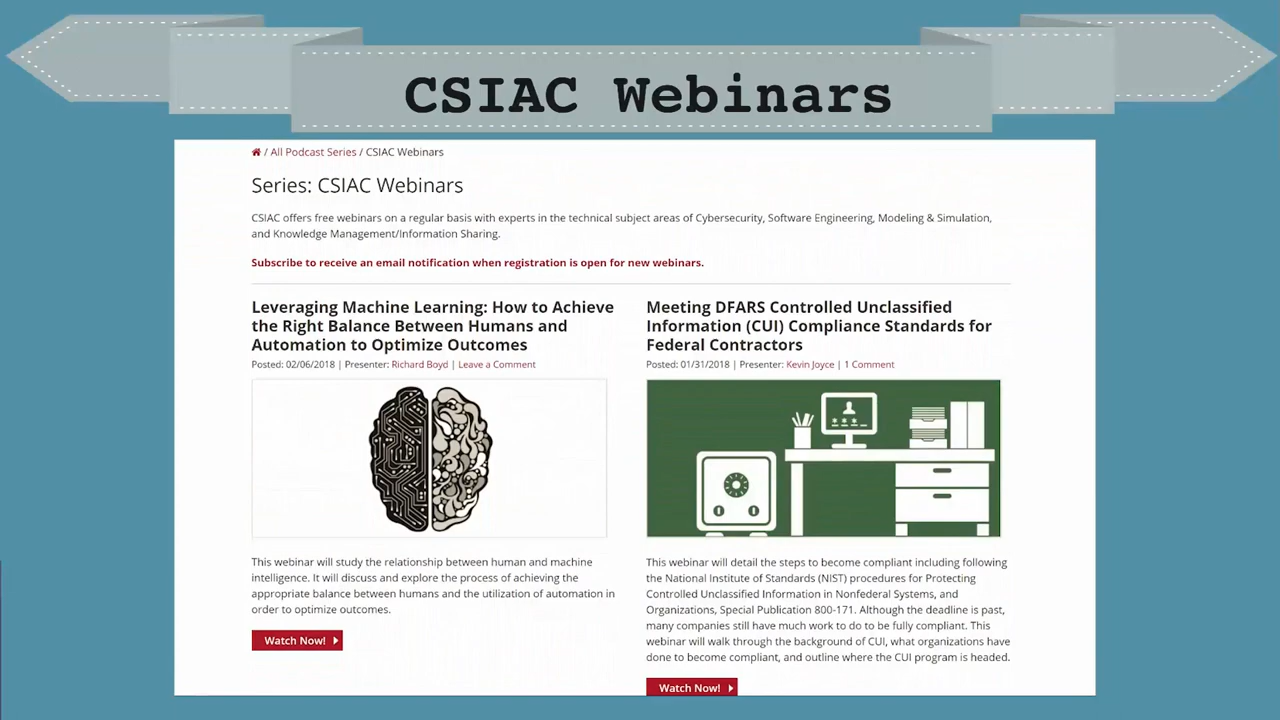 CSIAC Webinars
/ All Podcast Series / CSIAC Webinars
Series: CSIAC Webinars
CSIAC offers free webinars on a regular basis with experts in the technical subject areas of Cybersecurity, Software Engineering, Modeling & Simulation,
and Knowledge Management/Information Sharing.
Subscribe to receive an email notification when registration is open for new webinars.
Leveraging Machine Learning: How to Achieve
the Right Balance Between Humans and
Automation to Optimize Outcomes
Posted: 02/06/2018 | Presenter: Richard Boyd | Leave a Comment
This webinar will study the relationship between human and machine
intelligence. It will discuss and explore the process of achieving the
appropriate balance between humans and the utilization of automation in
order to optimize outcomes.
Watch Now!
Meeting DFARS Controlled Unclassified
Information (CUI) Compliance Standards for
Federal Contractors
Posted: 01/31/2018 | Presenter: Kevin Joyce | 1 Comment
This webinar will detail the steps to become compliant including following
the National Institute of Standards (NIST) procedures for Protecting
Controlled Unclassified Information in Nonfederal Systems, and
Organizations, Special Publication 800-171. Although the deadline is past,
many companies still have much work to do to be fully compliant. This
webinar will walk through the background of CUI, what organizations have
done to become compliant, and outline where the CUI program is headed.
Watch Now!